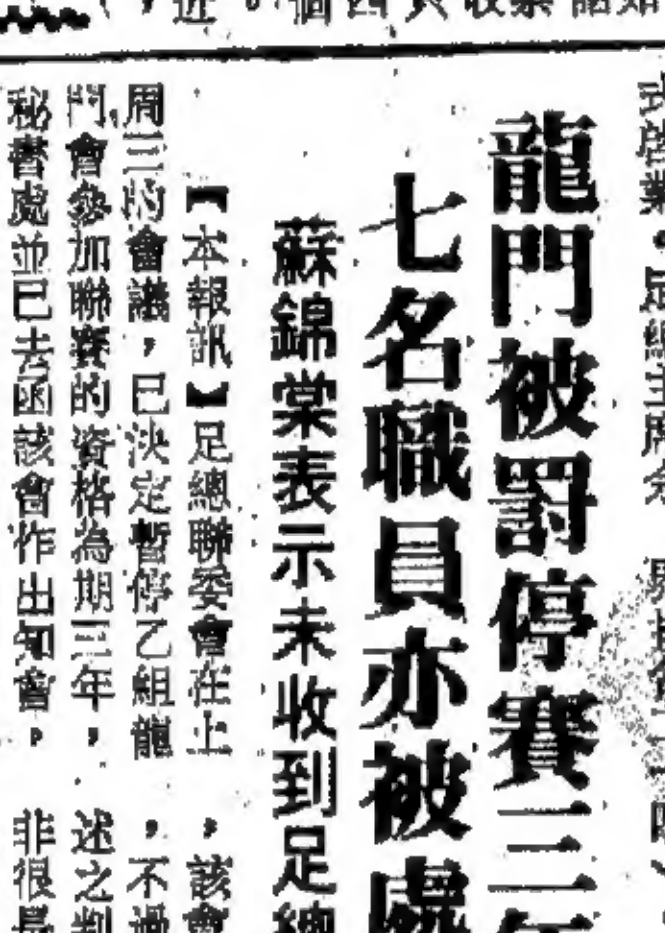 龍門被罰停賽三年
七名職員亦被處
蘇錦棠表示未收到足總
【本報訊】足總聯委會在上
周三的會議，已決定暫停乙組龍
門會參加聯賽的資格為期三年，
秘書處並已去函該會作出知會，
，該會
，不過
述之判
非很長